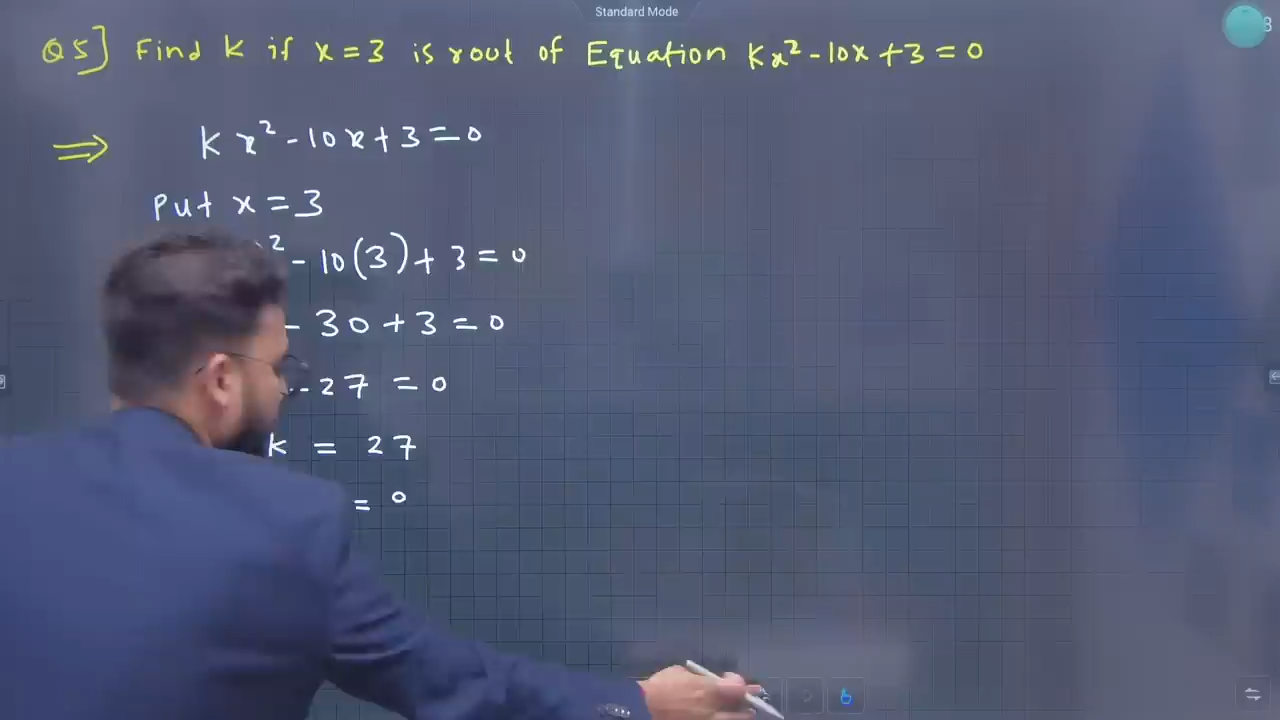 Standard Mode
Q5] Find K if x=3 is root of Equation Kx²-10x+3=0
⇒ Kx²-10x+3=0
Put x=3
² - 10(3)+3=0
- 30+3=0
- 27 = 0
k = 27
= 0